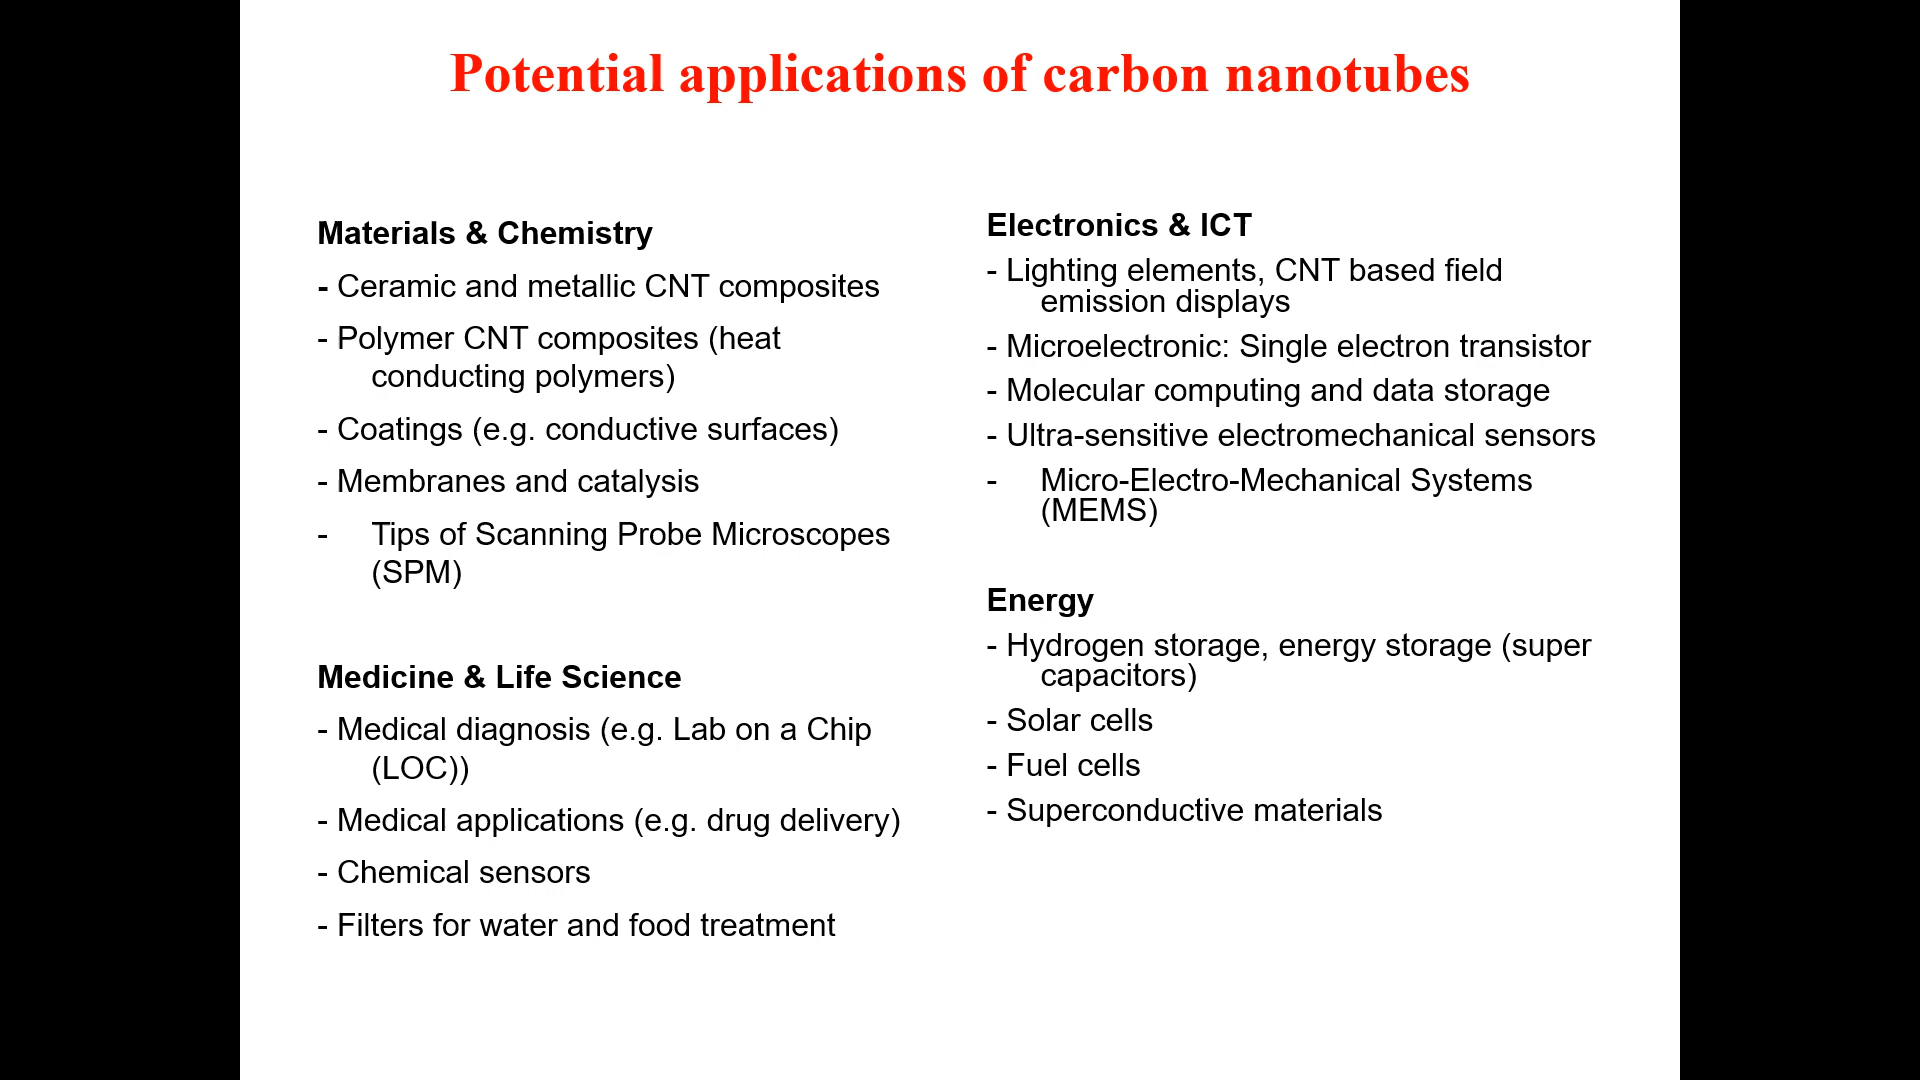 Potential applications of carbon nanotubes
Materials & Chemistry
- Ceramic and metallic CNT composites
- Polymer CNT composites (heat
conducting polymers)
- Coatings (e.g. conductive surfaces)
- Membranes and catalysis
- Tips of Scanning Probe Microscopes
(SPM)
Medicine & Life Science
- Medical diagnosis (e.g. Lab on a Chip
(LOC))
- Medical applications (e.g. drug delivery)
- Chemical sensors
- Filters for water and food treatment
Electronics & ICT
- Lighting elements, CNT based field
emission displays
- Microelectronic: Single electron transistor
- Molecular computing and data storage
- Ultra-sensitive electromechanical sensors
- Micro-Electro-Mechanical Systems
(MEMS)
Energy
- Hydrogen storage, energy storage (super
capacitors)
- Solar cells
- Fuel cells
- Superconductive materials